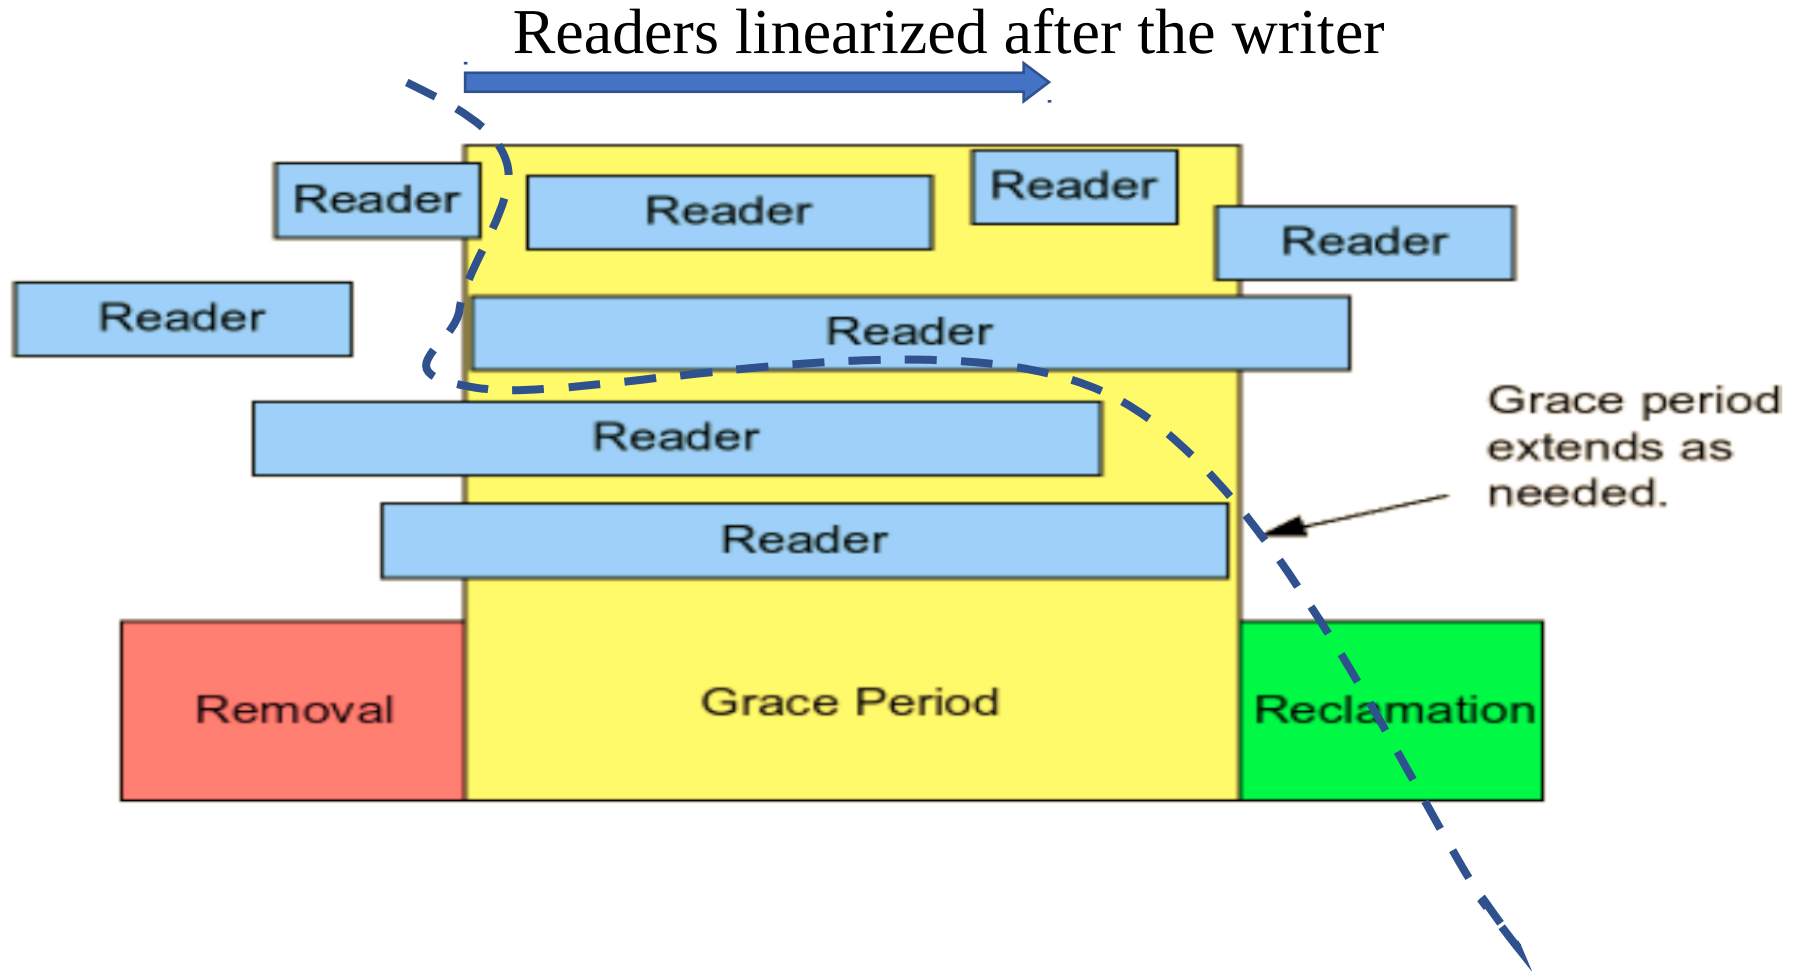 Readers linearized after the writer
Reader
Reader
Reader
Reader
Reader
Reader
Reader
Reader
Grace period
extends as
needed.
Removal
Grace Period
Reclamation